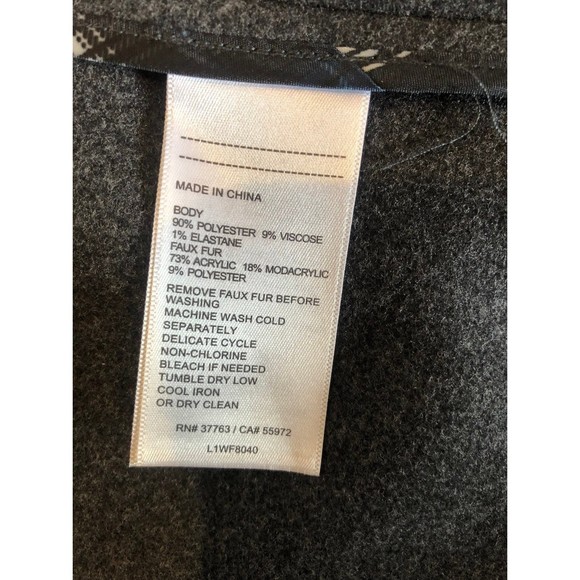 MADE IN CHINA
BODY
90% POLYESTER 9% VISCOSE
1% ELASTANE
FAUX FUR
73% ACRYLIC 18% MODACRYLIC
9% POLYESTER
REMOVE FAUX FUR BEFORE
WASHING
MACHINE WASH COLD
SEPARATELY
DELICATE CYCLE
NON-CHLORINE
BLEACH IF NEEDED
TUMBLE DRY LOW
COOL IRON
OR DRY CLEAN
RN# 37763 / CA# 55972
L1WF8040